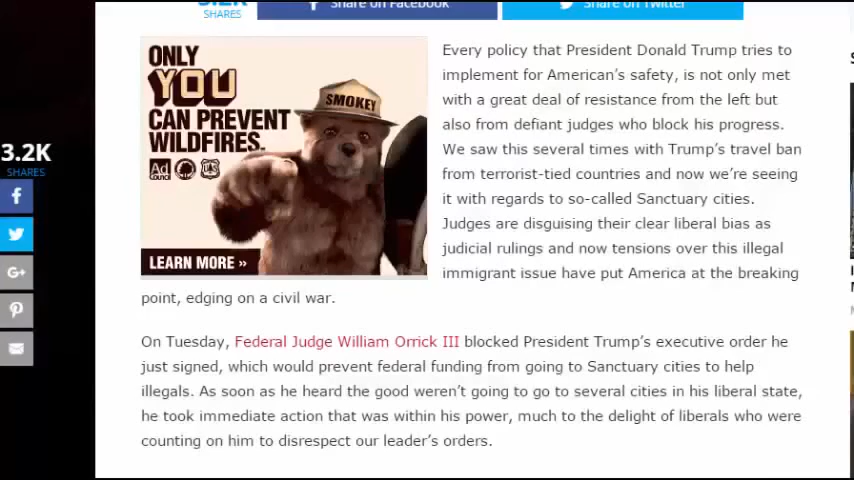 3.2K
SHARES
Share on Facebook
Share on Twitter
ONLY
YOU
CAN PREVENT
WILDFIRES.
SMOKEY
Ad
Council
LEARN MORE »
3.2K
SHARES
G+
Every policy that President Donald Trump tries to
implement for American's safety, is not only met
with a great deal of resistance from the left but
also from defiant judges who block his progress.
We saw this several times with Trump's travel ban
from terrorist-tied countries and now we're seeing
it with regards to so-called Sanctuary cities.
Judges are disguising their clear liberal bias as
judicial rulings and now tensions over this illegal
immigrant issue have put America at the breaking
point, edging on a civil war.
On Tuesday, Federal Judge William Orrick III blocked President Trump's executive order he
just signed, which would prevent federal funding from going to Sanctuary cities to help
illegals. As soon as he heard the good weren't going to go to several cities in his liberal state,
he took immediate action that was within his power, much to the delight of liberals who were
counting on him to disrespect our leader's orders.